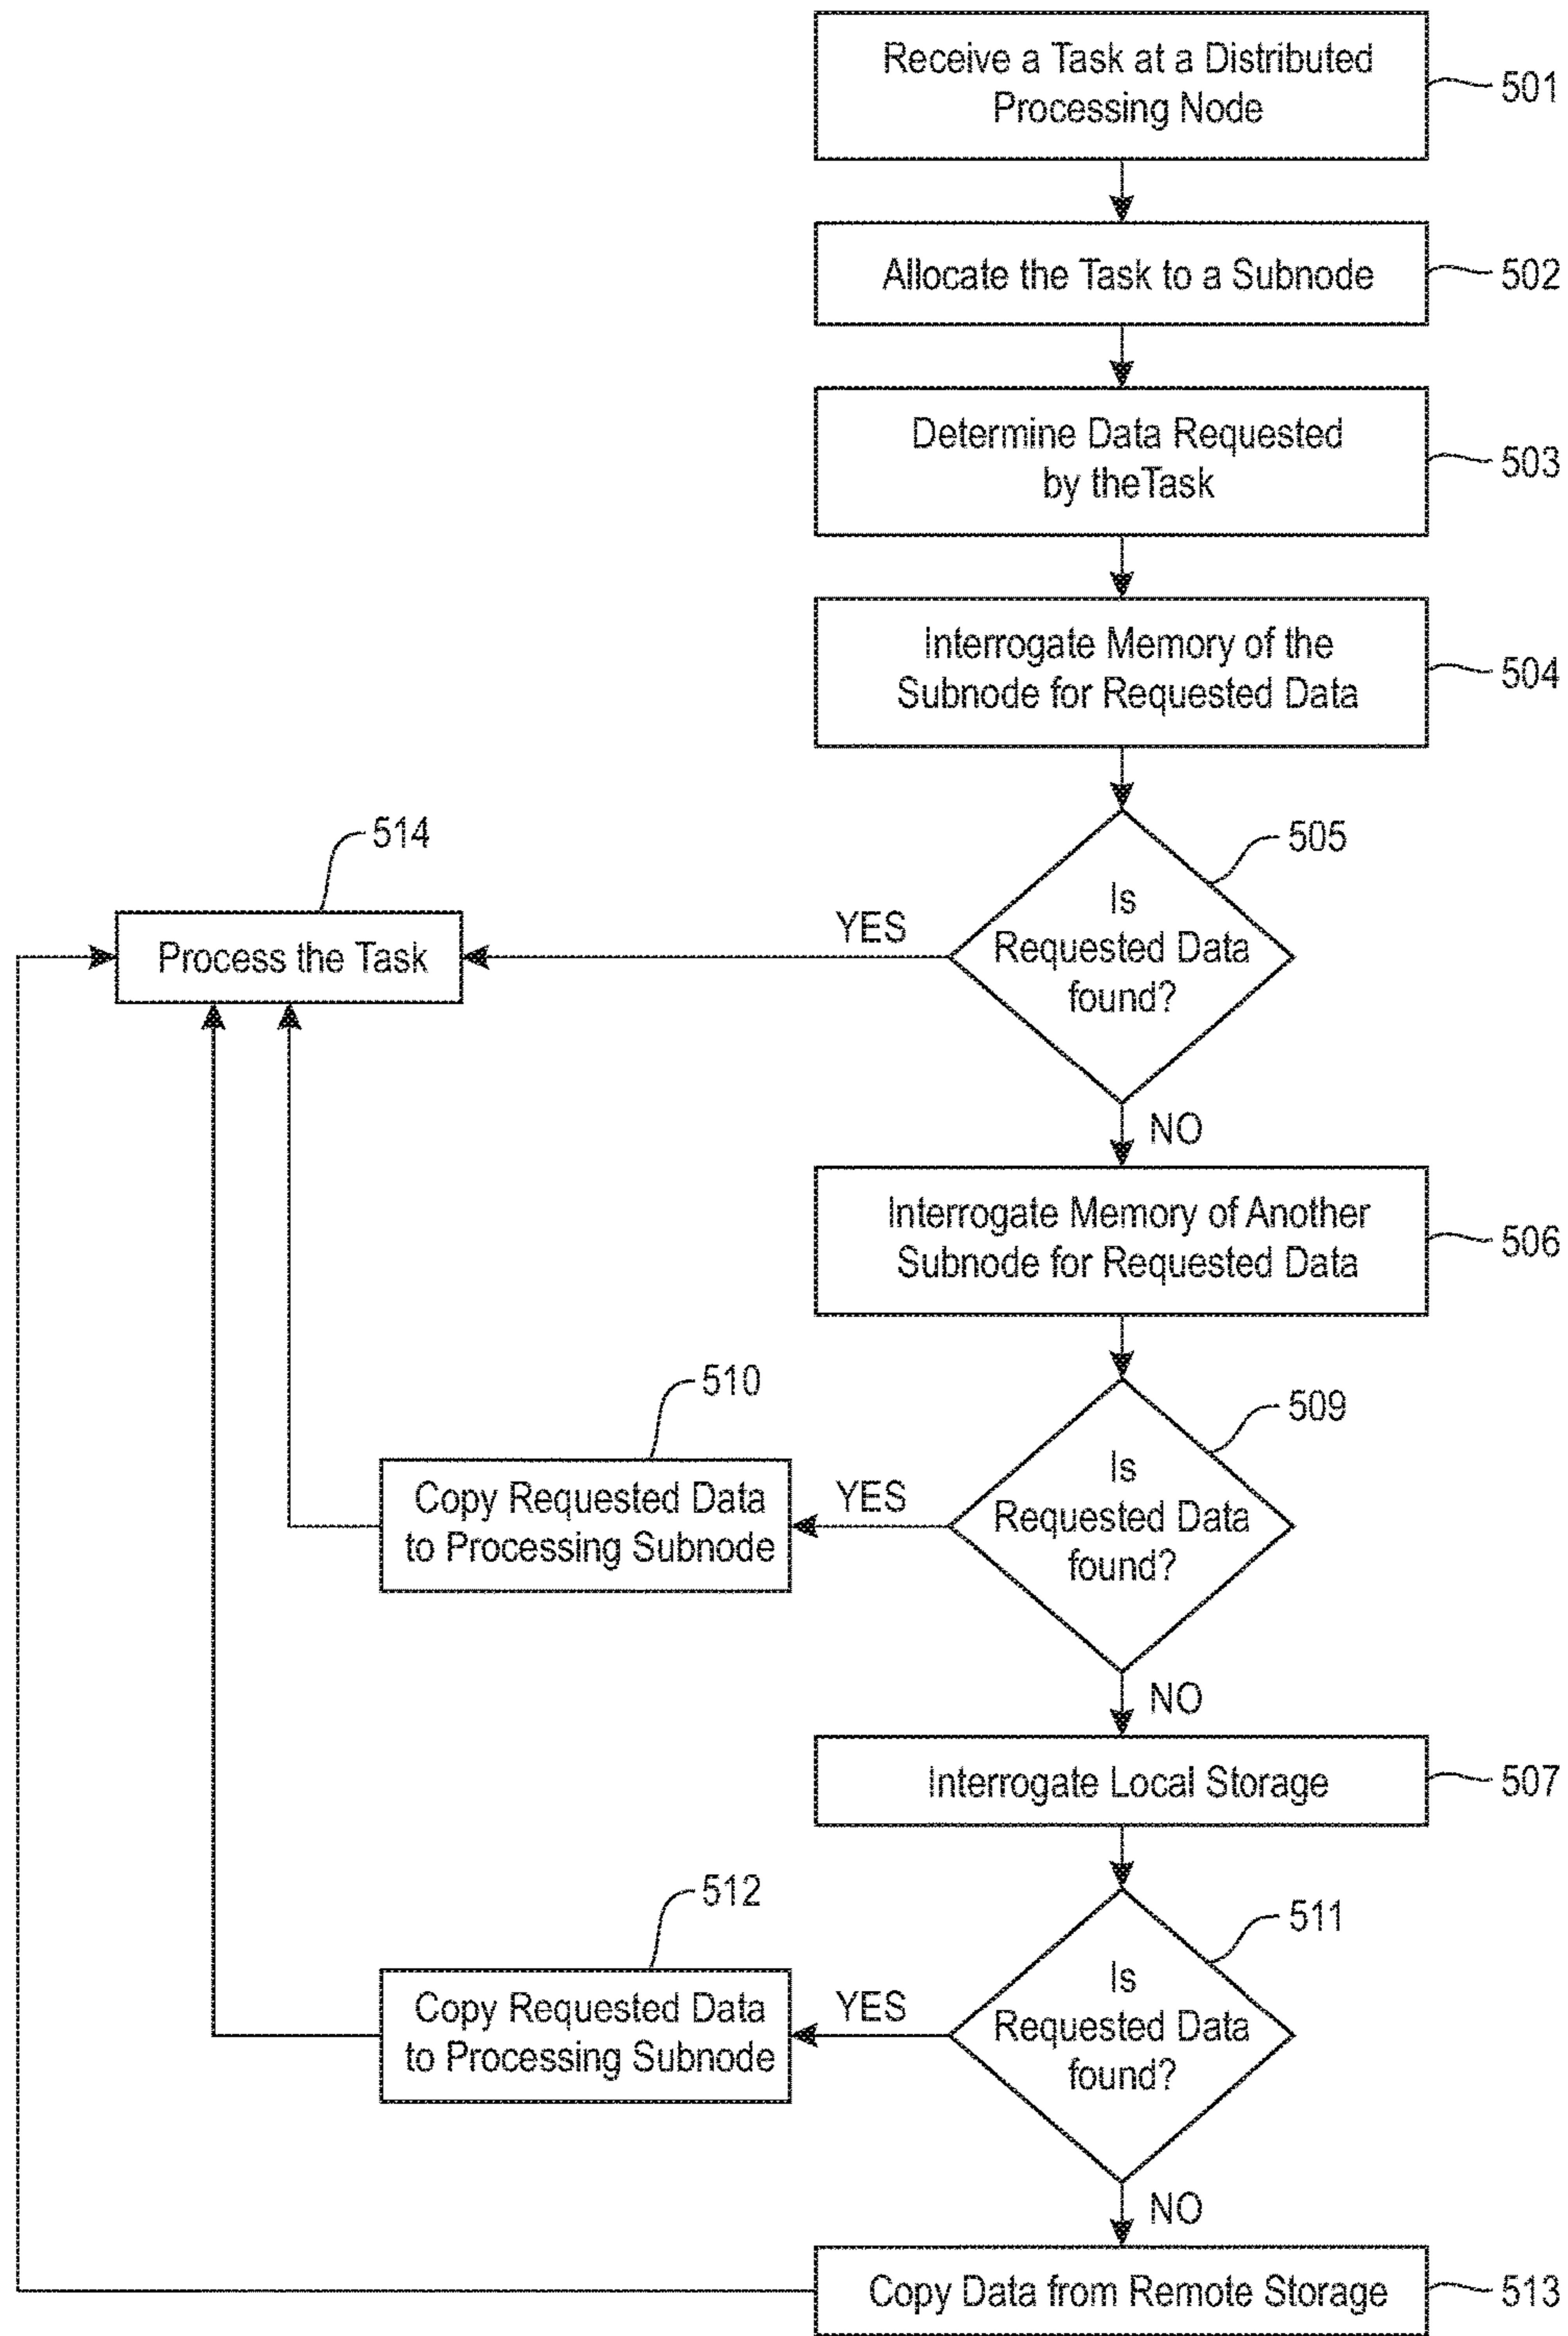 Receive a Task at a Distributed
Processing Node
501
Allocate the Task to a Subnode
502
Determine Data Requested
by theTask
503
Interrogate Memory of the
Subnode for Requested Data
504
505
Is
Requested Data
found?
YES
514
Process the Task
NO
Interrogate Memory of Another
Subnode for Requested Data
506
509
Is
Requested Data
found?
YES
510
Copy Requested Data
to Processing Subnode
NO
Interrogate Local Storage
507
511
Is
Requested Data
found?
YES
512
Copy Requested Data
to Processing Subnode
NO
Copy Data from Remote Storage
513